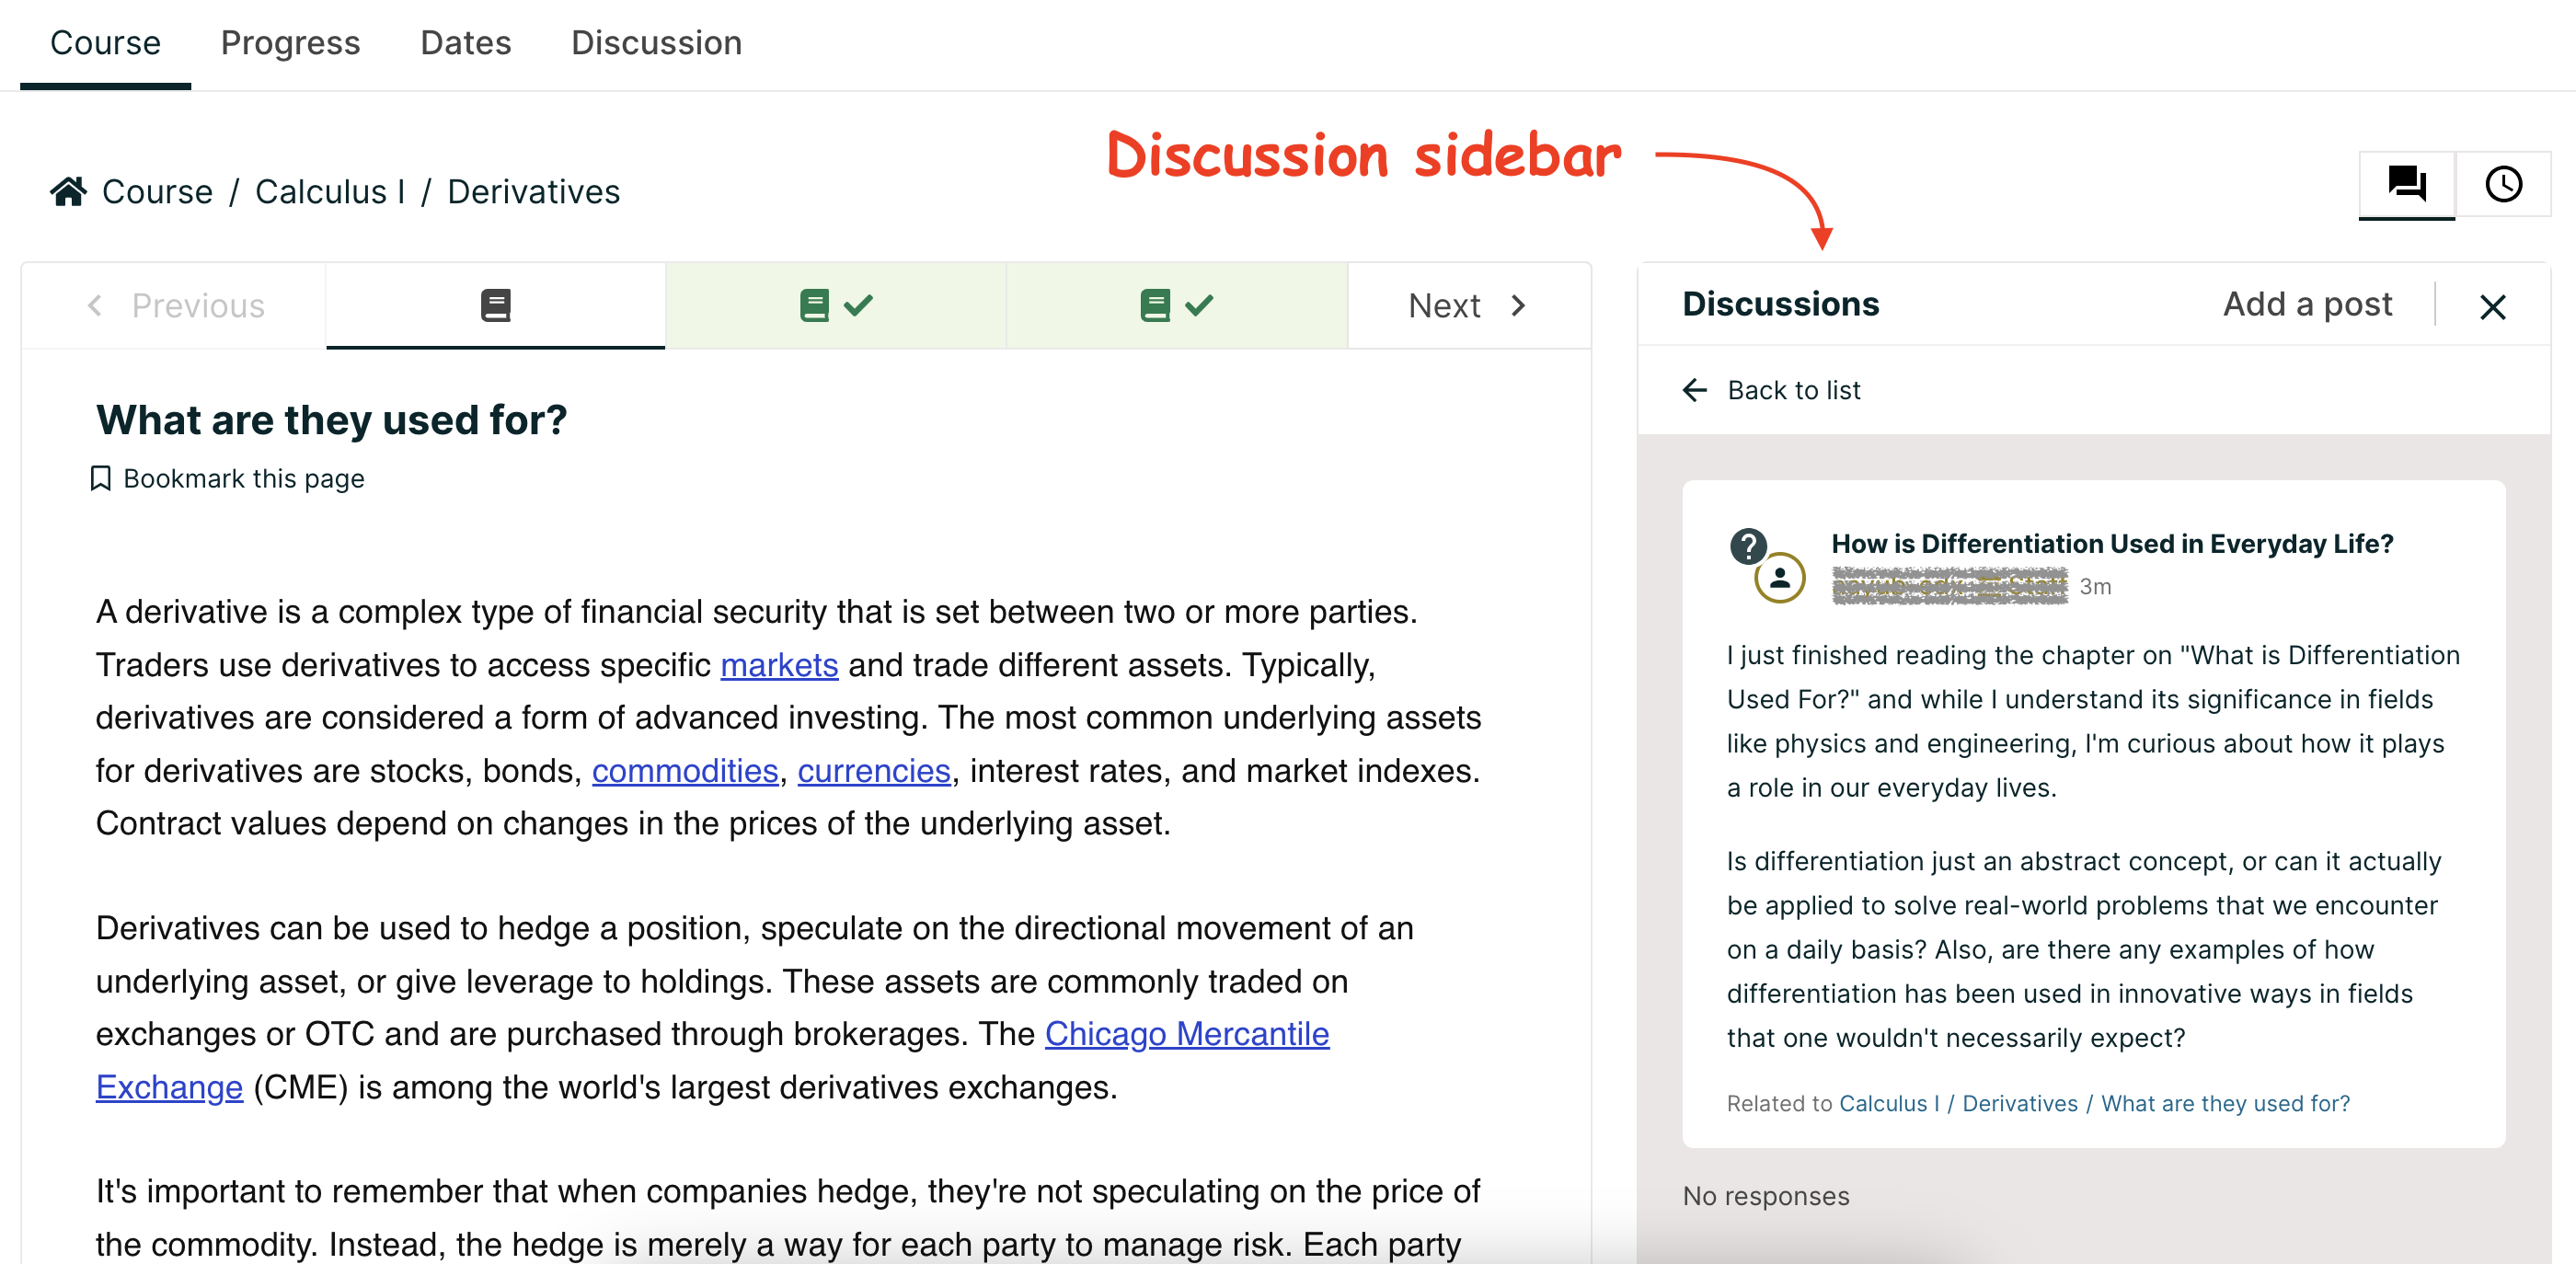 Course Progress Dates Discussion
Discussion sidebar
Course / Calculus I / Derivatives
Previous
Next
What are they used for?
Bookmark this page
A derivative is a complex type of financial security that is set between two or more parties.
Traders use derivatives to access specific markets and trade different assets. Typically,
derivatives are considered a form of advanced investing. The most common underlying assets
for derivatives are stocks, bonds, commodities, currencies, interest rates, and market indexes.
Contract values depend on changes in the prices of the underlying asset.
Derivatives can be used to hedge a position, speculate on the directional movement of an
underlying asset, or give leverage to holdings. These assets are commonly traded on
exchanges or OTC and are purchased through brokerages. The Chicago Mercantile
Exchange (CME) is among the world's largest derivatives exchanges.
It's important to remember that when companies hedge, they're not speculating on the price of
the commodity. Instead, the hedge is merely a way for each party to manage risk. Each party
Discussions
Add a post
Back to list
How is Differentiation Used in Everyday Life?
3m
I just finished reading the chapter on "What is Differentiation
Used For?" and while I understand its significance in fields
like physics and engineering, I'm curious about how it plays
a role in our everyday lives.
Is differentiation just an abstract concept, or can it actually
be applied to solve real-world problems that we encounter
on a daily basis? Also, are there any examples of how
differentiation has been used in innovative ways in fields
that one wouldn't necessarily expect?
Related to Calculus I / Derivatives / What are they used for?
No responses